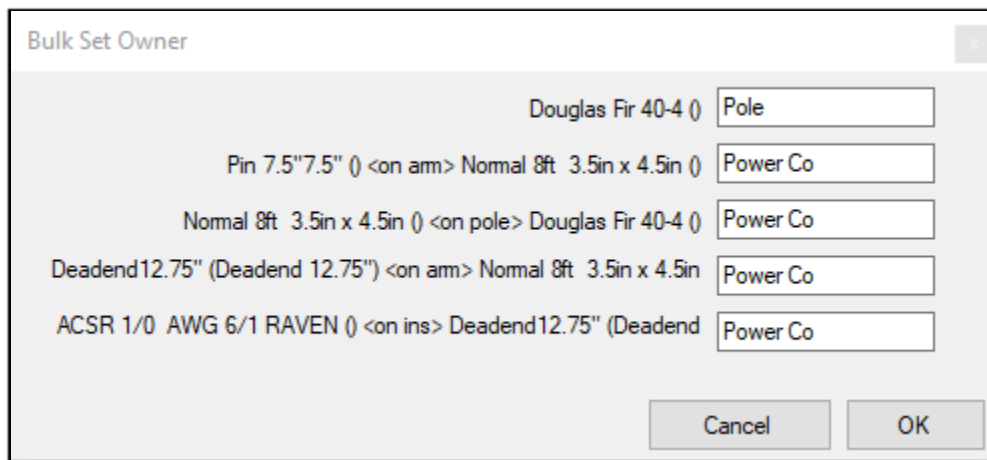 Bulk Set Owner
x
Douglas Fir 40-4 () Pole
Pin 7.5"7.5" () <on arm> Normal 8ft  3.5in x 4.5in () Power Co
Normal 8ft  3.5in x 4.5in () <on pole> Douglas Fir 40-4 () Power Co
Deadend12.75" (Deadend 12.75") <on arm> Normal 8ft  3.5in x 4.5in Power Co
ACSR 1/0  AWG 6/1 RAVEN () <on ins> Deadend12.75" (Deadend Power Co
Cancel OK